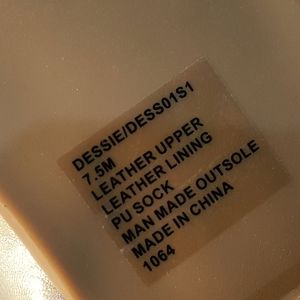 DESSIE/DESS01S1
7.5M
LEATHER UPPER
LEATHER LINING
PU SOCK
MAN MADE OUTSOLE
MADE IN CHINA
1064